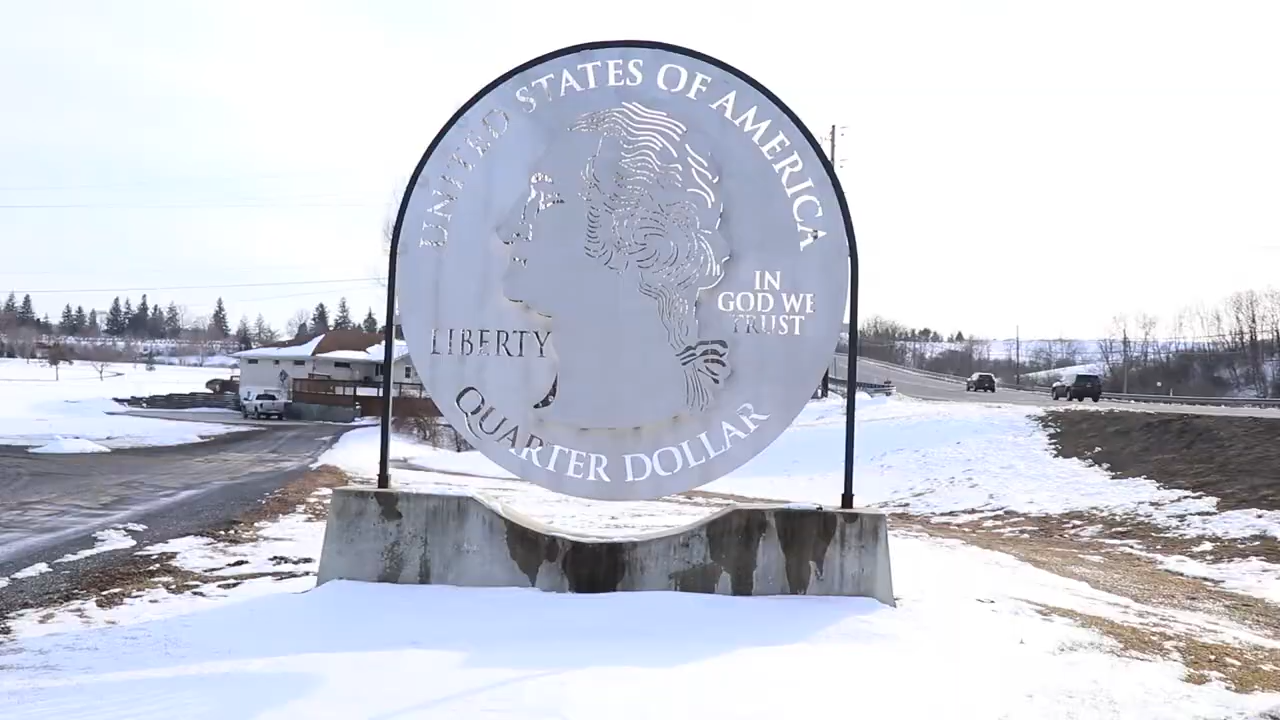 UNITED STATES OF AMERICA
LIBERTY
IN
GOD WE
TRUST
QUARTER DOLLAR